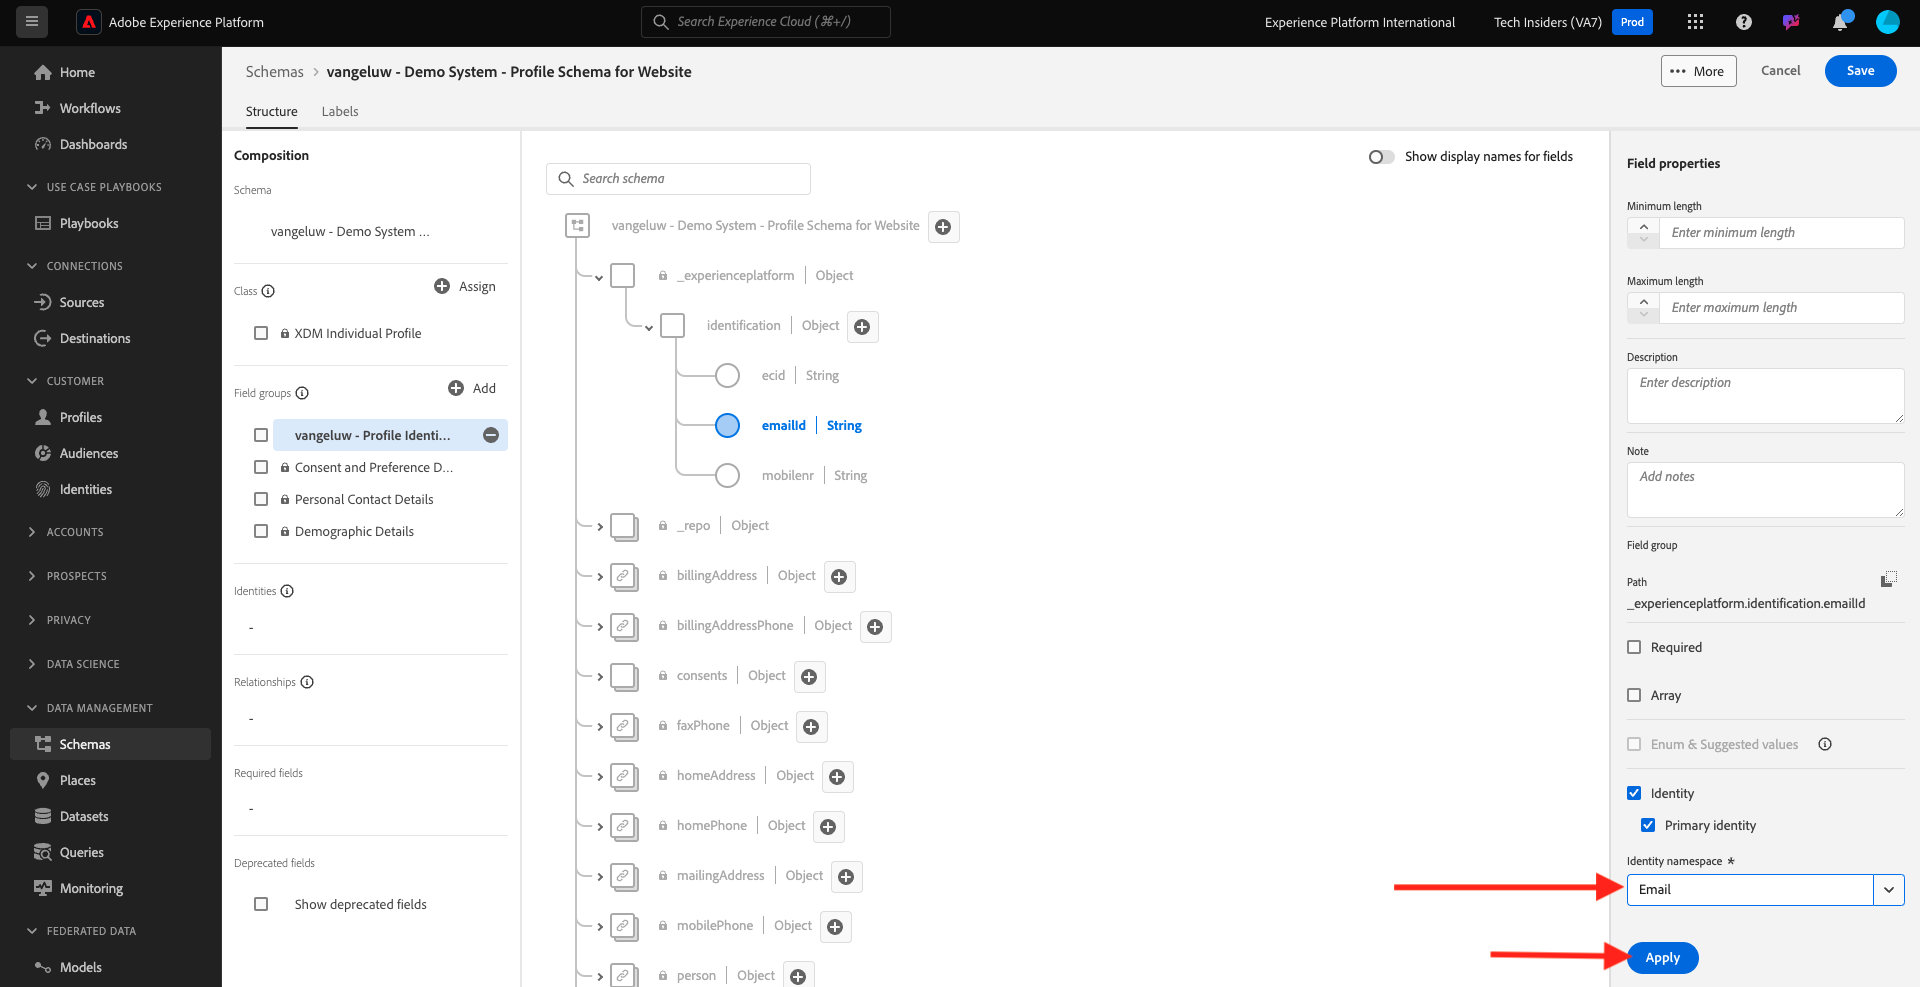 Adobe Experience Platform
Search Experience Cloud (⌘+/)
Experience Platform International
Tech Insiders (VA7)
Prod
Home
Workflows
Dashboards
USE CASE PLAYBOOKS
Playbooks
CONNECTIONS
Sources
Destinations
CUSTOMER
Profiles
Audiences
Identities
ACCOUNTS
PROSPECTS
PRIVACY
DATA SCIENCE
DATA MANAGEMENT
Schemas
Places
Datasets
Queries
Monitoring
FEDERATED DATA
Models
Schemas > vangeluw - Demo System - Profile Schema for Website
••• More
Cancel
Save
Structure
Labels
Composition
Schema
vangeluw - Demo System ...
Class
Assign
XDM Individual Profile
Field groups
Add
vangeluw - Profile Identi...
Consent and Preference D...
Personal Contact Details
Demographic Details
Identities
-
Relationships
-
Required fields
-
Deprecated fields
Show deprecated fields
Search schema
Show display names for fields
vangeluw - Demo System - Profile Schema for Website
_experienceplatform | Object
identification | Object
ecid | String
emailId | String
mobilenr | String
_repo | Object
billingAddress | Object
billingAddressPhone | Object
consents | Object
faxPhone | Object
homeAddress | Object
homePhone | Object
mailingAddress | Object
mobilePhone | Object
person | Object
Field properties
Minimum length
Enter minimum length
Maximum length
Enter maximum length
Description
Enter description
Note
Add notes
Field group
Path
_experienceplatform.identification.emailId
Required
Array
Enum & Suggested values
Identity
Primary identity
Identity namespace *
Email
Apply